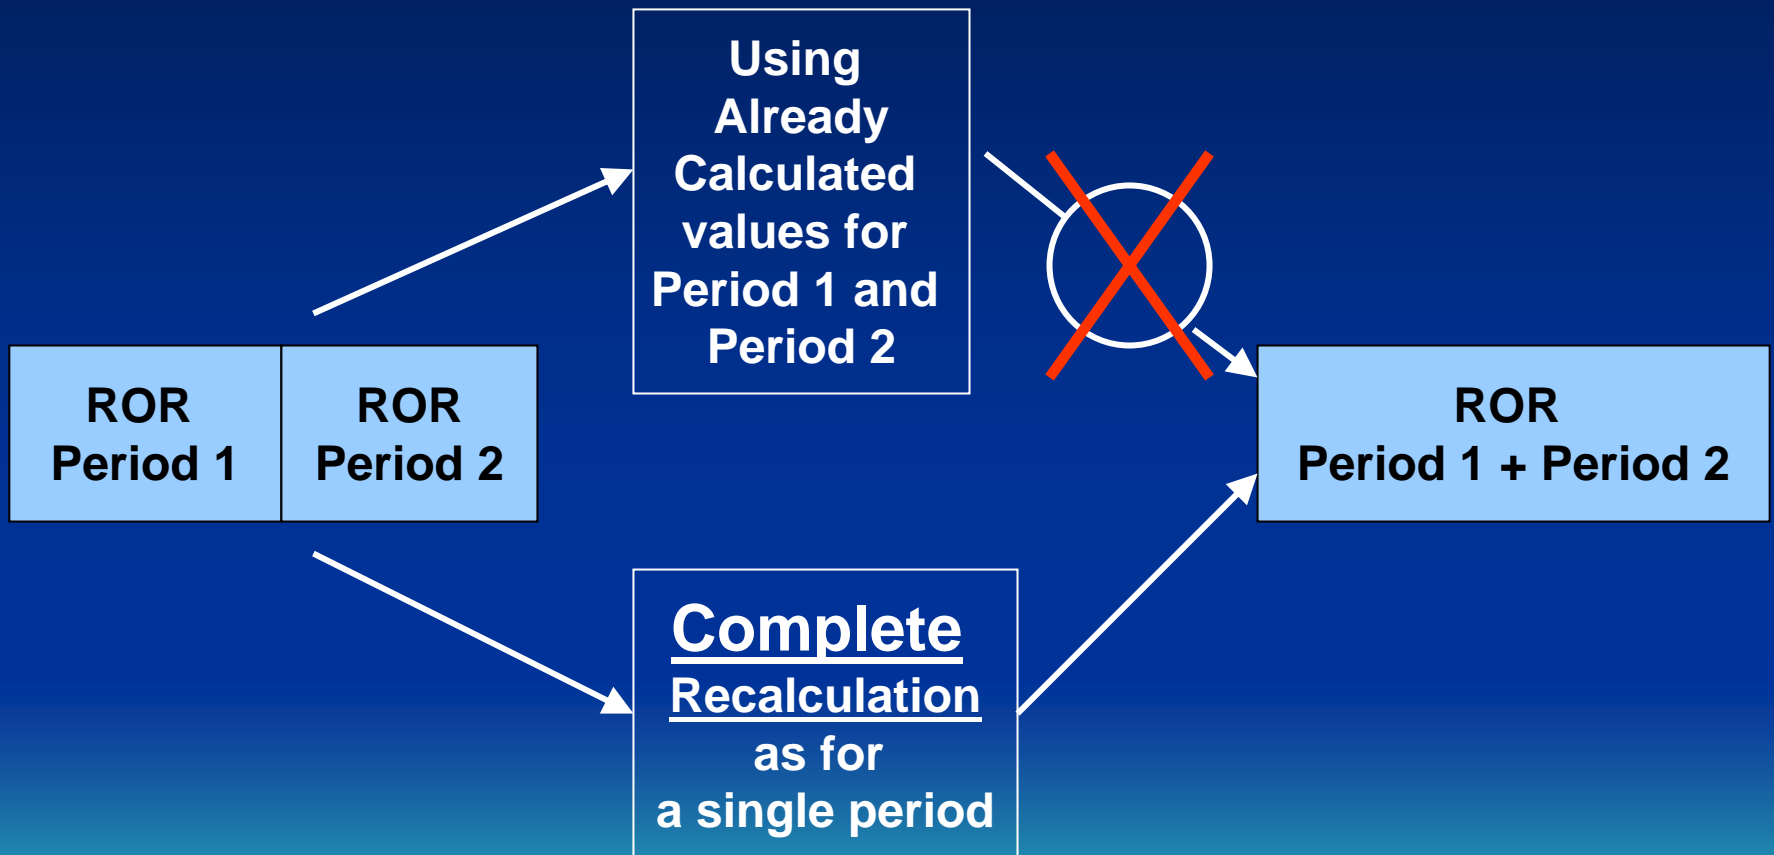 Using
Already
Calculated
values for
Period 1 and
Period 2
ROR
Period 1
ROR
Period 2
ROR
Period 1 + Period 2
Complete
Recalculation
as for
a single period